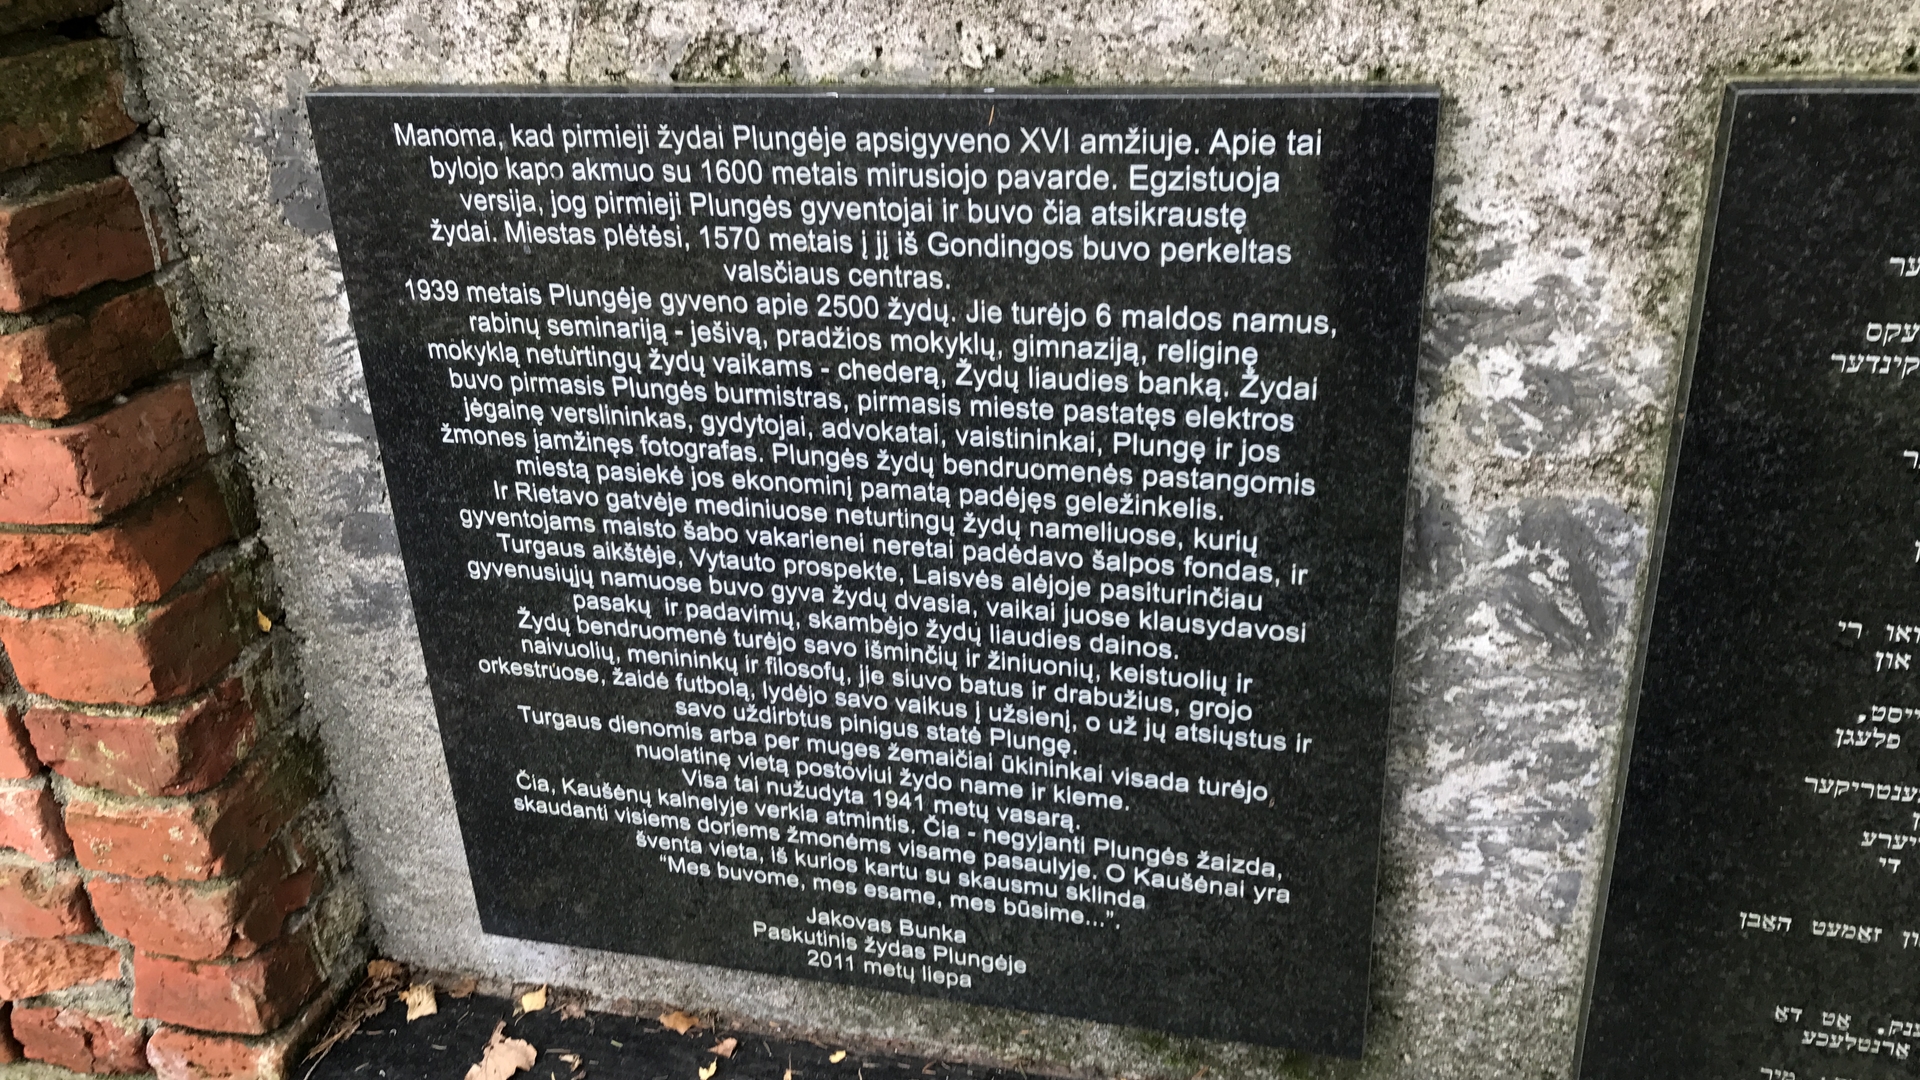 Manoma, kad pirmieji žydai Plungėje apsigyveno XVI amžiuje. Apie tai
bylojo kapo akmuo su 1600 metais mirusiojo pavarde. Egzistuoja
versija, jog pirmieji Plungės gyventojai ir buvo čia atsikraustę
žydai. Miestas plėtėsi, 1570 metais į jį iš Gondingos buvo perkeltas
valsčiaus centras.
1939 metais Plungėje gyveno apie 2500 žydų. Jie turėjo 6 maldos namus,
rabinų seminariją - ješivą, pradžios mokyklų, gimnaziją, religinę
mokyklą neturtingų žydų vaikams - chederą, Žydų liaudies banką. Žydai
buvo pirmasis Plungės burmistras, pirmasis mieste pastatęs elektros
jėgainę verslininkas, gydytojai, advokatai, vaistininkai, Plungę ir jos
žmones įamžinęs fotografas. Plungės žydų bendruomenės pastangomis
miestą pasiekė jos ekonominį pamatą padėjęs geležinkelis.
Ir Rietavo gatvėje mediniuose neturtingų žydų nameliuose, kurių
gyventojams maisto šabo vakarienei neretai padėdavo šalpos fondas, ir
Turgaus aikštėje, Vytauto prospekte, Laisvės alėjoje pasiturinčiau
gyvenusiųjų namuose buvo gyva žydų dvasia, vaikai juose klausydavosi
pasakų ir padavimų, skambėjo žydų liaudies dainos.
Žydų bendruomenė turėjo savo išminčių ir žiniuonių, keistuolių ir
naivuolių, menininkų ir filosofų, jie siuvo batus ir drabužius, grojo
orkestruose, žaidė futbolą, lydėjo savo vaikus į užsienį, o už jų atsiųstus ir
savo uždirbtus pinigus statė Plungę.
Turgaus dienomis arba per muges žemaičiai ūkininkai visada turėjo
nuolatinę vietą postoviui žydo name ir kieme.
Visa tai nužudyta 1941 metų vasarą.
Čia, Kaušėnų kalnelyje verkia atmintis. Čia - negyjanti Plungės žaizda,
skaudanti visiems doriems žmonėms visame pasaulyje. O Kaušėnai yra
šventa vieta, iš kurios kartu su skausmu sklinda
“Mes buvome, mes esame, mes būsime...”.
Jakovas Bunka
Paskutinis žydas Plungėje
2011 metų liepa
קינדער
און
פלעגן
די
זאמעט האבן
אט דא